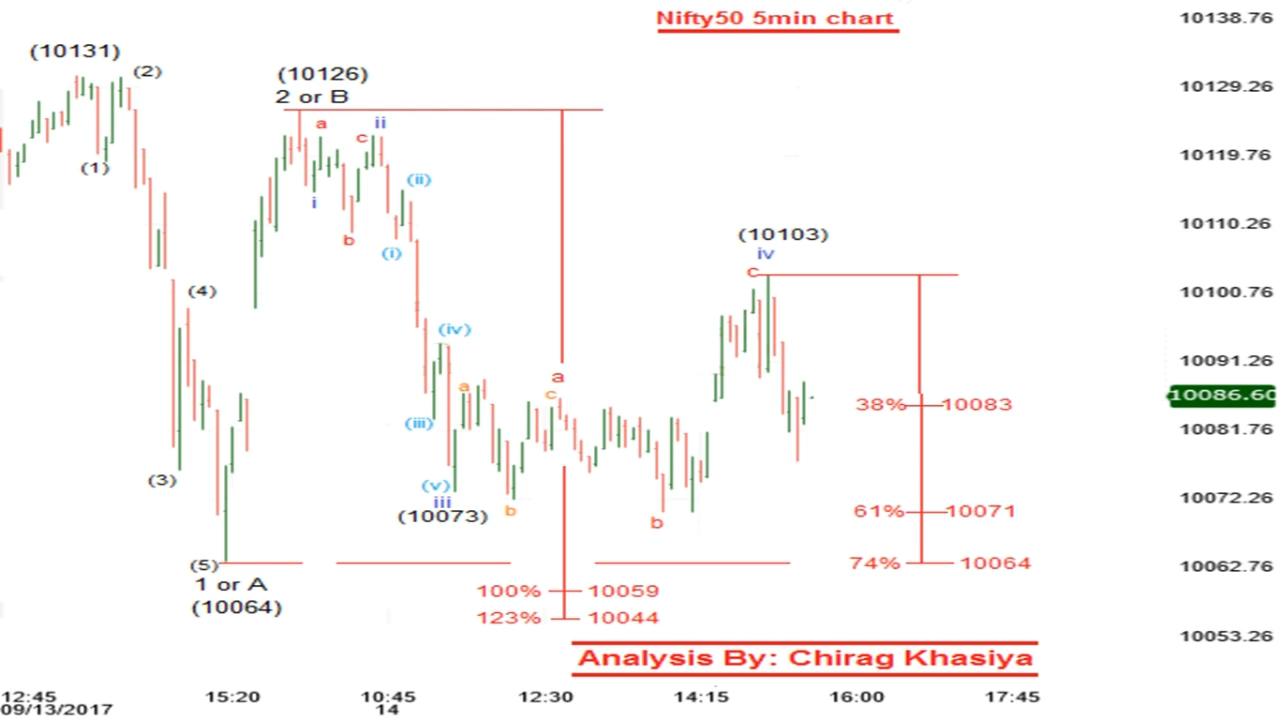 Nifty50 5min chart
10138.76
(10131)
(2)
(10126)
2 or B
10129.26
a
c
ii
10119.76
(1)
(ii)
i
b
(i)
10110.26
(10103)
iv
c
(4)
10100.76
(iv)
10091.26
a
a
c
10086.60
38%
10083
(iii)
10081.76
(3)
(v)
iii
10072.26
(10073)
b
b
61%
10071
(5)
74%
10064
10062.76
1 or A
(10064)
100%
10059
123%
10044
10053.26
Analysis By: Chirag Khasiya
12:45
15:20
10:45
12:30
14:15
16:00
17:45
09/13/2017
14